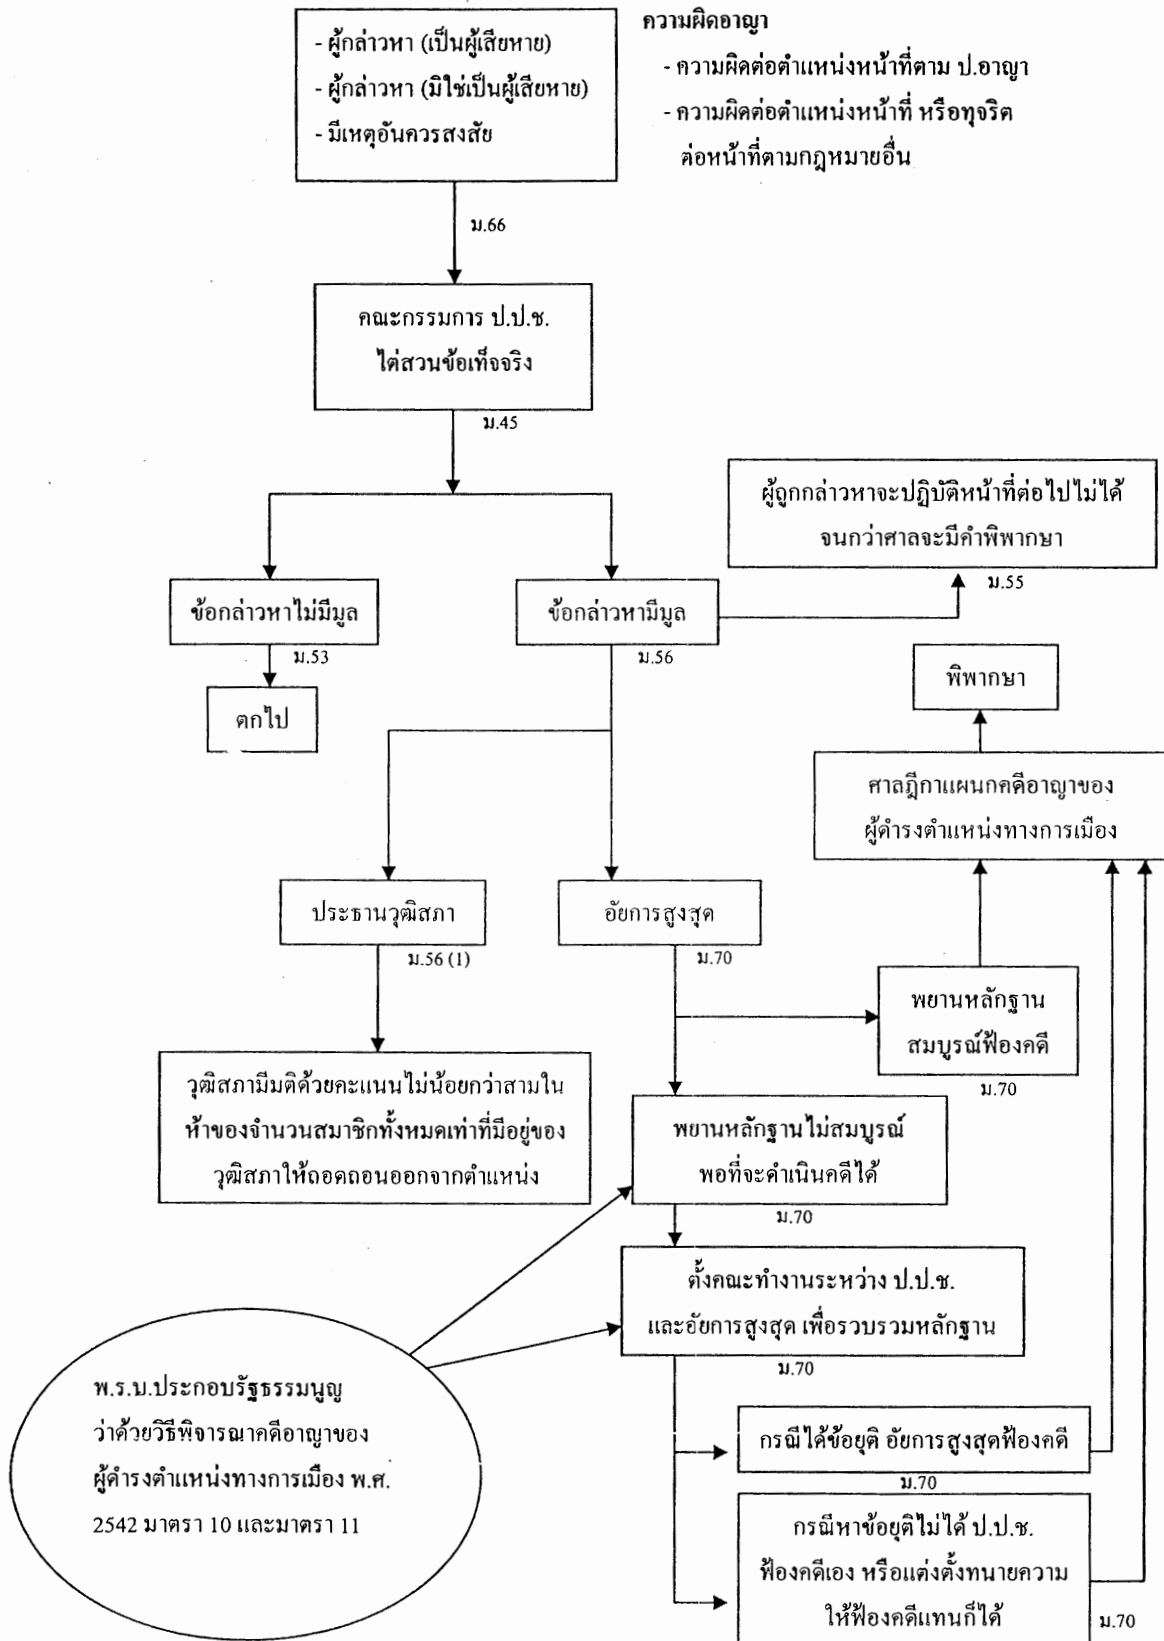 - ผู้กล่าวหา (เป็นผู้เสียหาย)
- ผู้กล่าวหา (มิใช่เป็นผู้เสียหาย)
- มีเหตุอันควรสงสัย
ความผิดอาญา
- ความผิดต่อตำแหน่งหน้าที่ตาม ป.อาญา
- ความผิดต่อตำแหน่งหน้าที่ หรือทุจริต
ต่อหน้าที่ตามกฎหมายอื่น
ม.66
คณะกรรมการ ป.ป.ช.
ไต่สวนข้อเท็จจริง
ม.45
ผู้ถูกกล่าวหาจะปฏิบัติหน้าที่ต่อไปไม่ได้
จนกว่าศาลจะมีคำพิพากษา
ม.55
ข้อกล่าวหาไม่มีมูล
ม.53
ข้อกล่าวหามีมูล
ม.56
ตกไป
พิพากษา
ศาลฎีกาแผนกคดีอาญาของ
ผู้ดำรงตำแหน่งทางการเมือง
ประธานวุฒิสภา
ม.56 (1)
อัยการสูงสุด
ม.70
พยานหลักฐาน
สมบูรณ์ฟ้องคดี
ม.70
วุฒิสภามีมติด้วยคะแนนไม่น้อยกว่าสามใน
ห้าของจำนวนสมาชิกทั้งหมดเท่าที่มีอยู่ของ
วุฒิสภาให้ถอดถอนออกจากตำแหน่ง
พยานหลักฐานไม่สมบูรณ์
พอที่จะดำเนินคดีได้
ม.70
ตั้งคณะทำงานระหว่าง ป.ป.ช.
และอัยการสูงสุด เพื่อรวบรวมหลักฐาน
ม.70
พ.ร.บ.ประกอบรัฐธรรมนูญ
ว่าด้วยวิธีพิจารณาคดีอาญาของ
ผู้ดำรงตำแหน่งทางการเมือง พ.ศ.
2542 มาตรา 10 และมาตรา 11
กรณีได้ข้อยุติ อัยการสูงสุดฟ้องคดี
ม.70
กรณีหาข้อยุติไม่ได้ ป.ป.ช.
ฟ้องคดีเอง หรือแต่งตั้งทนายความ
ให้ฟ้องคดีแทนก็ได้
ม.70